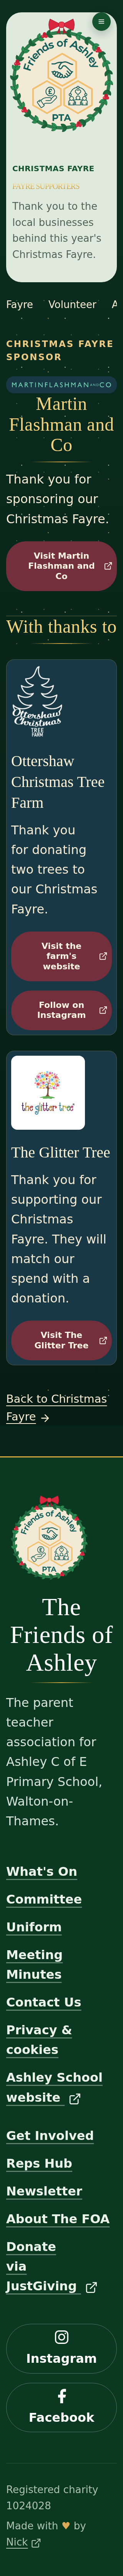 Friends of Ashley
PTA
CHRISTMAS FAYRE
FAYRE SUPPORTERS
Thank you to the
local businesses
behind this year's
Christmas Fayre.
Fayre Volunteer A
CHRISTMAS FAYRE
SPONSOR
MARTINFLASHMANANDCO
Martin
Flashman and
Co
Thank you for
sponsoring our
Christmas Fayre.
Visit Martin
Flashman and
Co
With thanks to
Ottershaw
Christmas
TREE
FARM
Ottershaw
Christmas Tree
Farm
Thank you
for donating
two trees to
our Christmas
Fayre.
Visit the
farm's
website
Follow on
Instagram
the glitter tree
The Glitter Tree
Thank you for
supporting our
Christmas
Fayre. They will
match our
spend with a
donation.
Visit The
Glitter Tree
Back to Christmas
Fayre →
Friends of Ashley
PTA
The
Friends of
Ashley
The parent
teacher
association for
Ashley C of E
Primary School,
Walton-on-
Thames.
What's On
Committee
Uniform
Meeting
Minutes
Contact Us
Privacy &
cookies
Ashley School
website
Get Involved
Reps Hub
Newsletter
About The FOA
Donate
via
JustGiving
Instagram
Facebook
Registered charity
1024028
Made with ♥ by
Nick